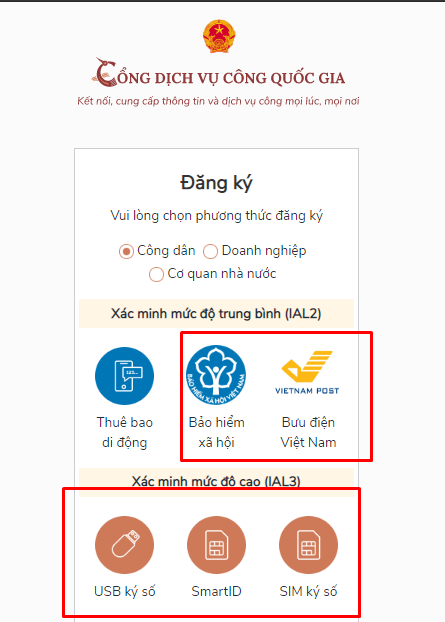 CỔNG DỊCH VỤ CÔNG QUỐC GIA
Kết nối, cung cấp thông tin và dịch vụ công mọi lúc, mọi nơi
Đăng ký
Vui lòng chọn phương thức đăng ký
Công dân Doanh nghiệp
Cơ quan nhà nước
Xác minh mức độ trung bình (IAL2)
123...
BẢO HIỂM XÃ HỘI VIỆT NAM
VIETNAM POST
Thuê bao
di động
Bảo hiểm
xã hội
Bưu điện
Việt Nam
Xác minh mức độ cao (IAL3)
USB ký số
SmartID
SIM ký số